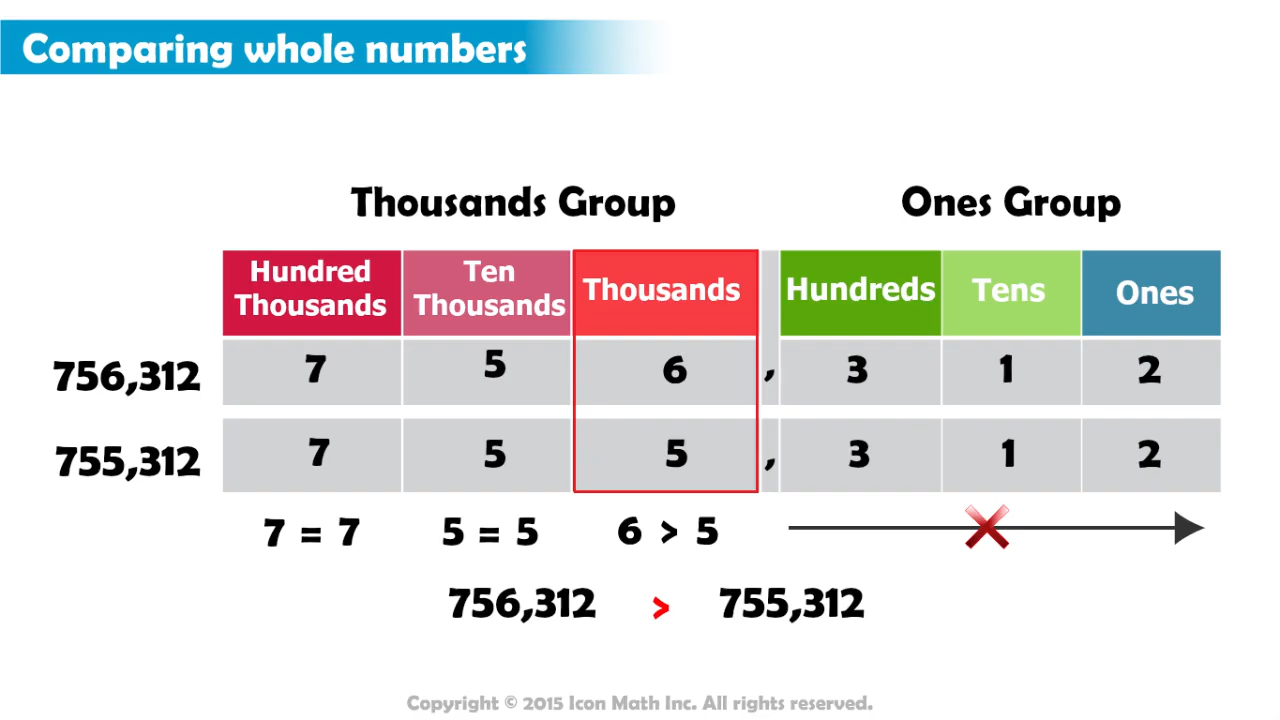 Comparing whole numbers
Thousands Group Ones Group
Hundred Thousands Ten Thousands Thousands Hundreds Tens Ones
756,312 7 5 6 , 3 1 2
755,312 7 5 5 , 3 1 2
7 = 7 5 = 5 6 > 5
756,312 > 755,312
Copyright © 2015 Icon Math Inc. All rights reserved.